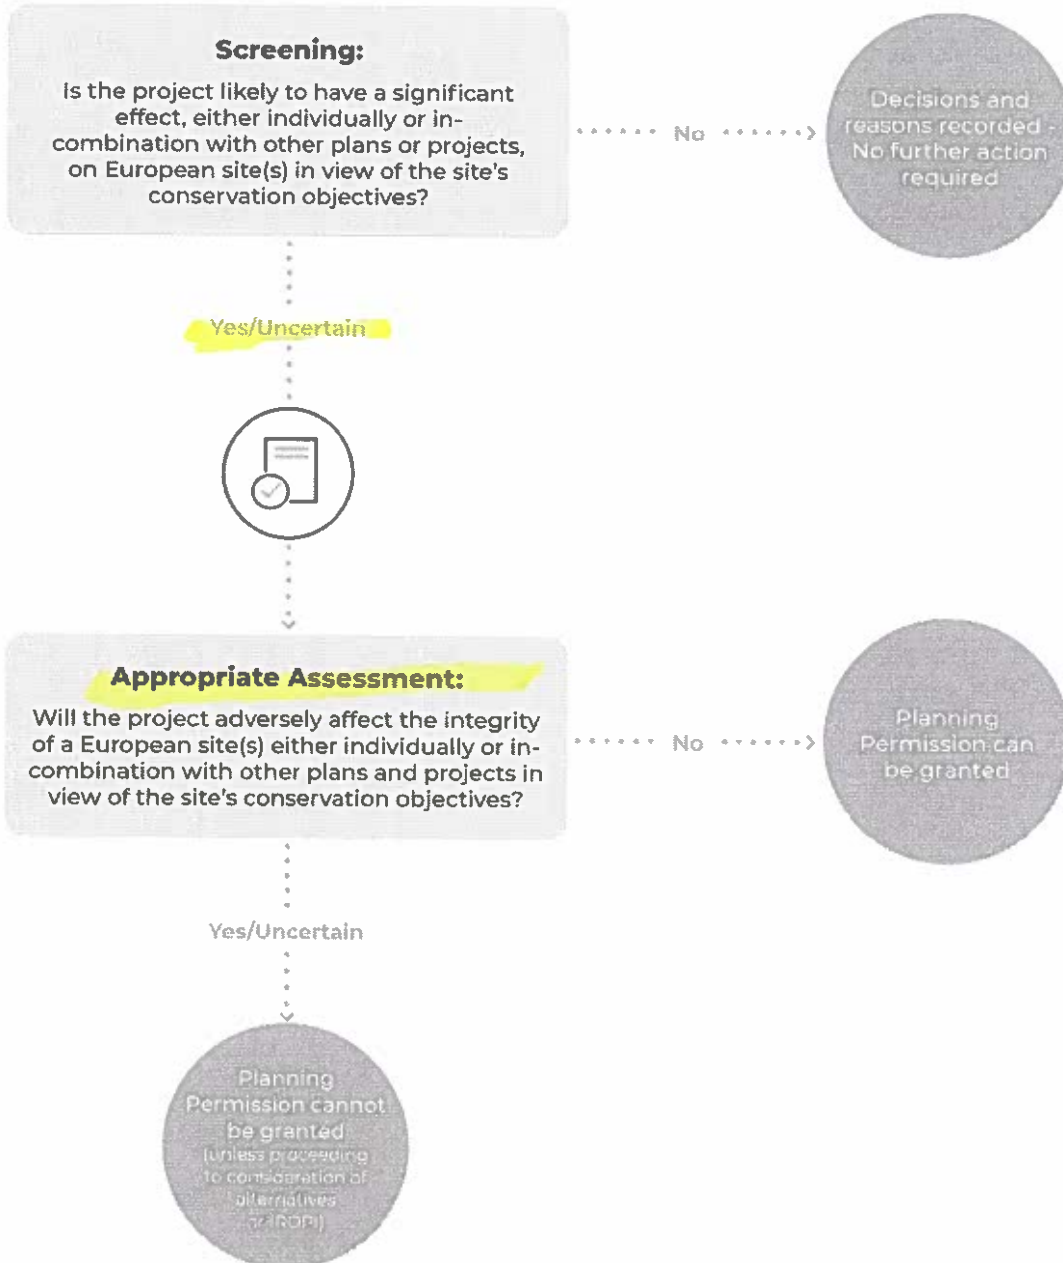 Screening:
Is the project likely to have a significant
effect, either individually or in-
combination with other plans or projects,
on European site(s) in view of the site's
conservation objectives?
No
Decisions and
reasons recorded -
No further action
required
Yes/Uncertain
Appropriate Assessment:
Will the project adversely affect the integrity
of a European site(s) either individually or in-
combination with other plans and projects in
view of the site's conservation objectives?
No
Planning
Permission can
be granted
Yes/Uncertain
Planning
Permission cannot
be granted
(unless proceeding
to consideration of
alternatives
or IROPI)